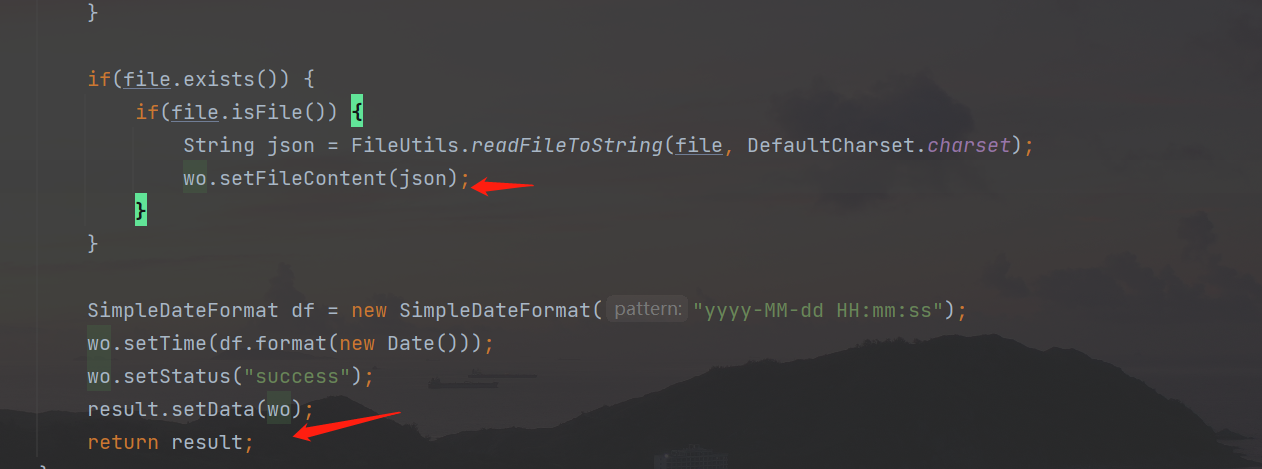 }
if(file.exists()) {
if(file.isFile()) {
String json = FileUtils.readFileToString(file, DefaultCharset.charset);
wo.setFileContent(json);
}
}
SimpleDateFormat df = new SimpleDateFormat( pattern: "yyyy-MM-dd HH:mm:ss");
wo.setTime(df.format(new Date()));
wo.setStatus("success");
result.setData(wo);
return result;
}